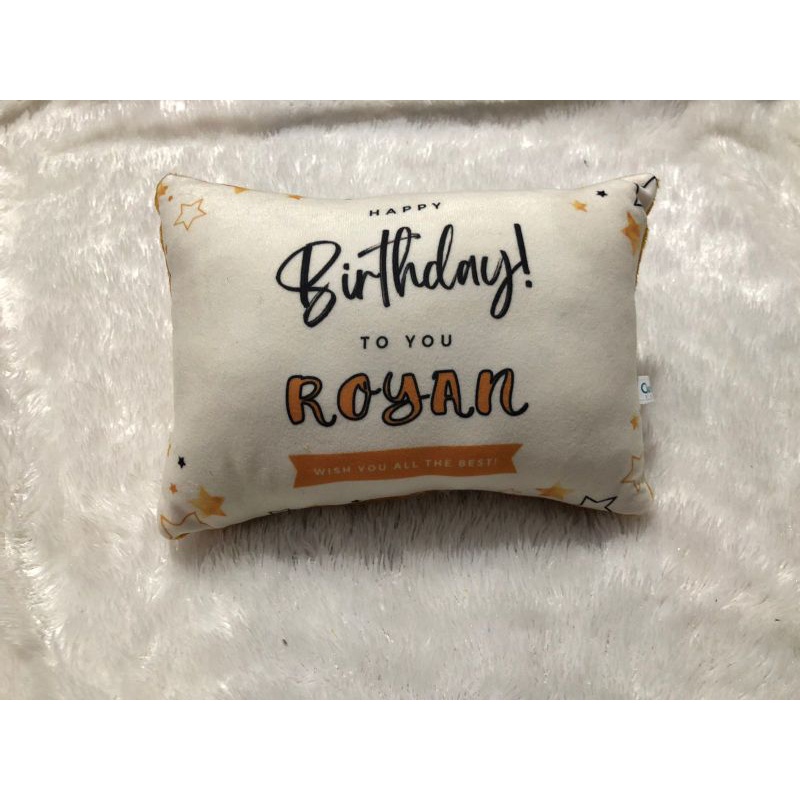 HAPPY
Birthday!
TO YOU
ROYAN
WISH YOU ALL THE BEST!